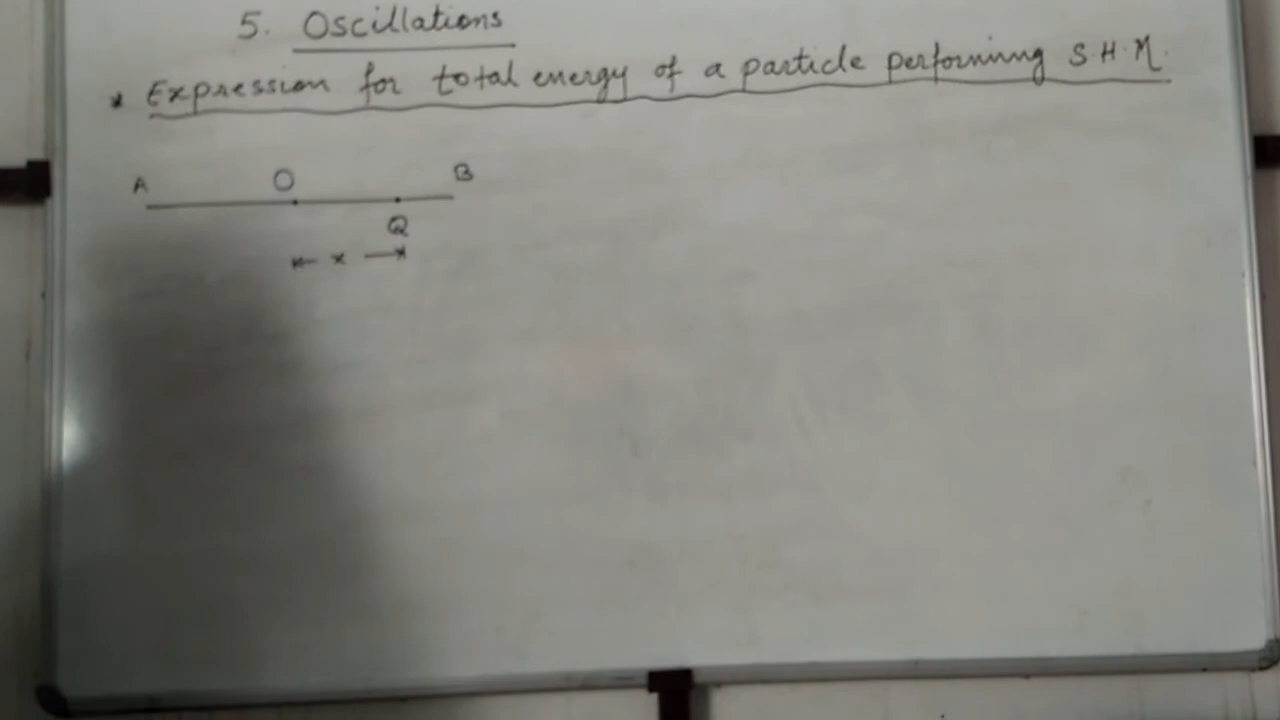 5. Oscillations
* Expression for total energy of a particle performing S.H.M.
A O B
Q
x